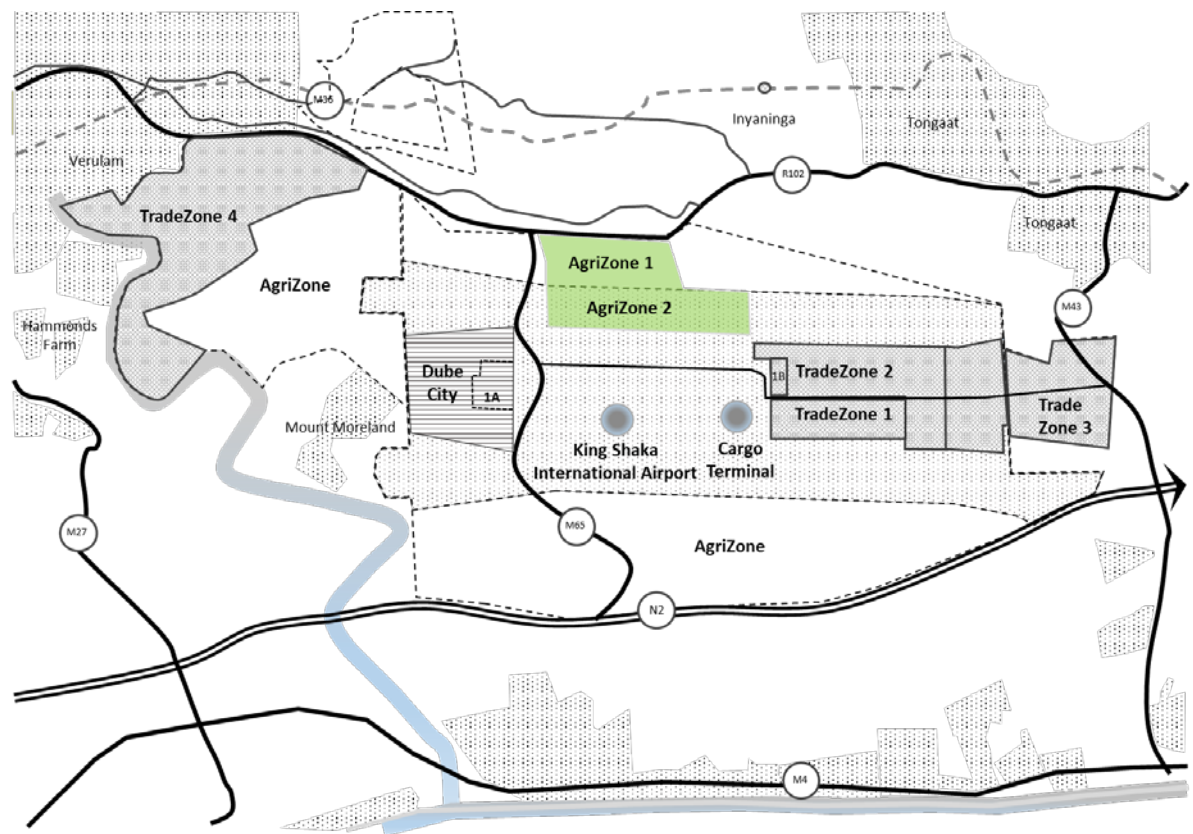 M36
Inyaninga
Tongaat
Verulam
R102
TradeZone 4
Tongaat
AgriZone 1
AgriZone
AgriZone 2
M43
Hammonds
Farm
Dube
City
1A
1B
TradeZone 2
TradeZone 1
Trade
Zone 3
Mount Moreland
King Shaka
International Airport
Cargo
Terminal
M27
M65
AgriZone
N2
M4